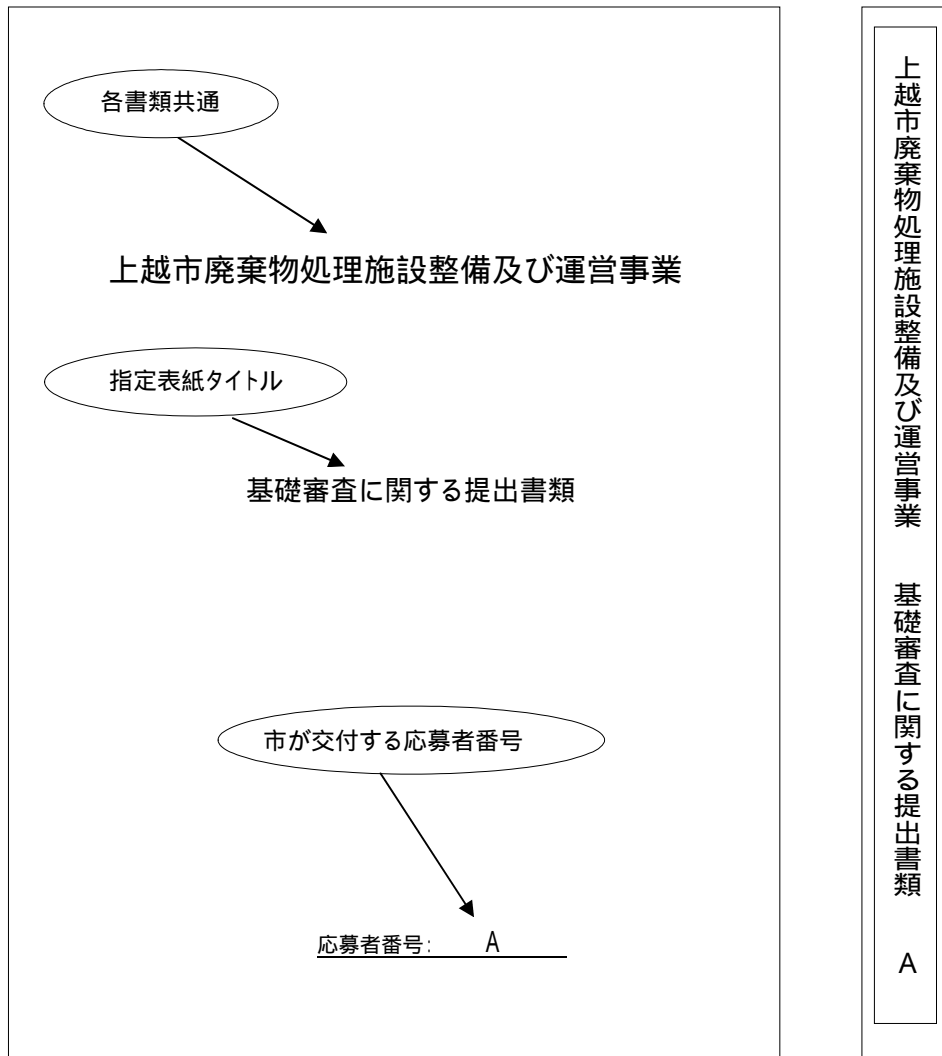 各書類共通
上越市廃棄物処理施設整備及び運営事業
指定表紙タイトル
基礎審査に関する提出書類
市が交付する応募者番号
応募者番号： A
上越市廃棄物処理施設整備及び運営事業 基礎審査に関する提出書類 A